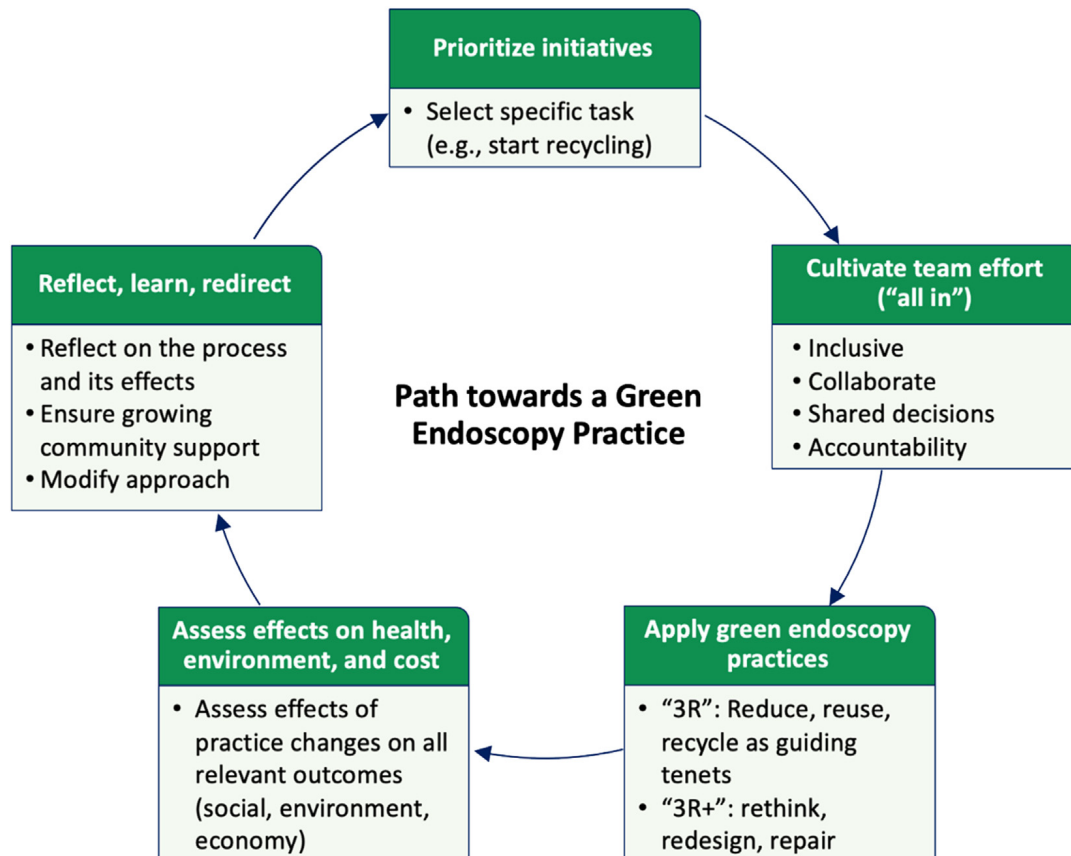 Prioritize initiatives
• Select specific task
(e.g., start recycling)
Cultivate team effort
(“all in”)
• Inclusive
• Collaborate
• Shared decisions
• Accountability
Apply green endoscopy
practices
• “3R”: Reduce, reuse,
recycle as guiding
tenets
• “3R+”: rethink,
redesign, repair
Assess effects on health,
environment, and cost
• Assess effects of
practice changes on all
relevant outcomes
(social, environment,
economy)
Reflect, learn, redirect
• Reflect on the process
and its effects
• Ensure growing
community support
• Modify approach
Path towards a Green
Endoscopy Practice